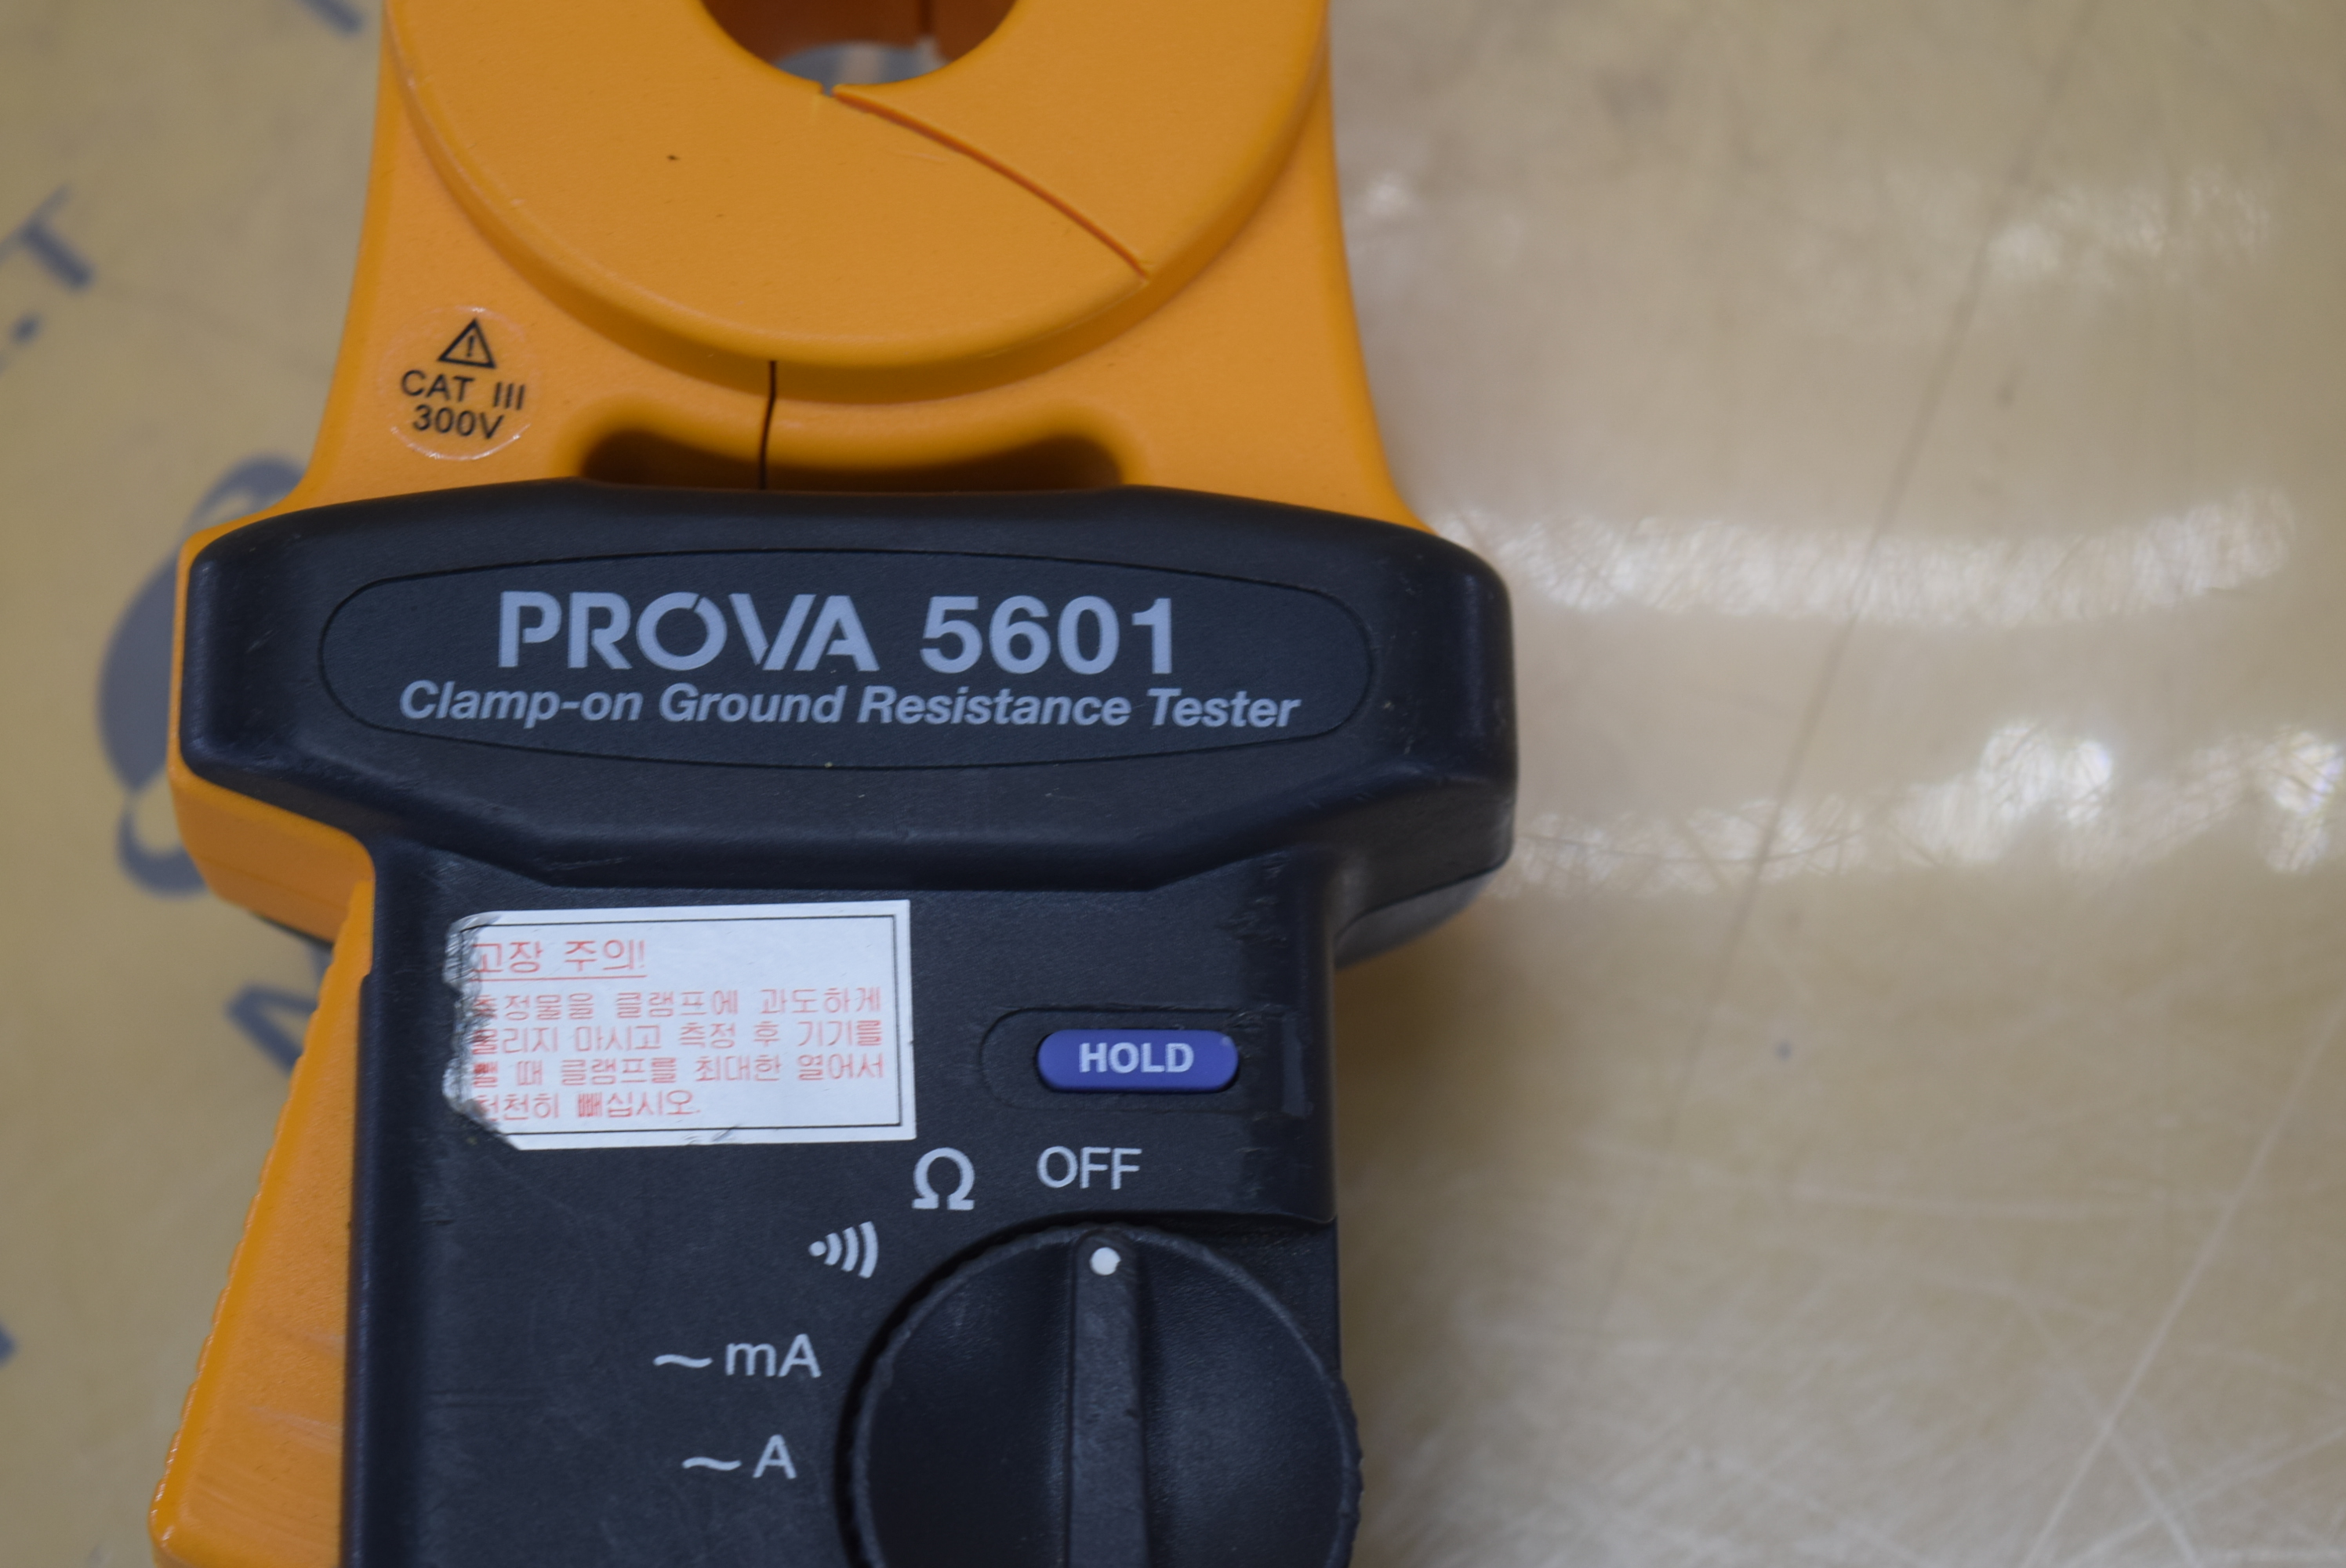 CAT III
300V
PROVA 5601
Clamp-on Ground Resistance Tester
고장 주의!
측정물을 클램프에 과도하게
올리지 마시고 측정 후 기기를
뺄 때 클램프를 최대한 열어서
천천히 빼십시오.
HOLD
Ω OFF
~mA
~A